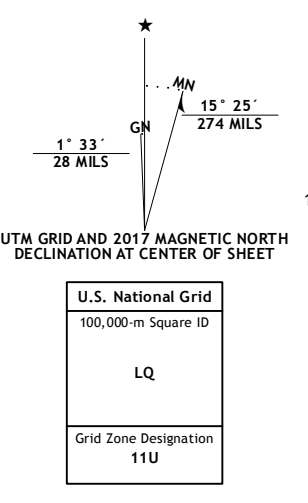 ★
MN
GN
15° 25´
274 MILS
1° 33´
28 MILS
UTM GRID AND 2017 MAGNETIC NORTH
DECLINATION AT CENTER OF SHEET
U.S. National Grid
100,000-m Square ID
LQ
Grid Zone Designation
11U